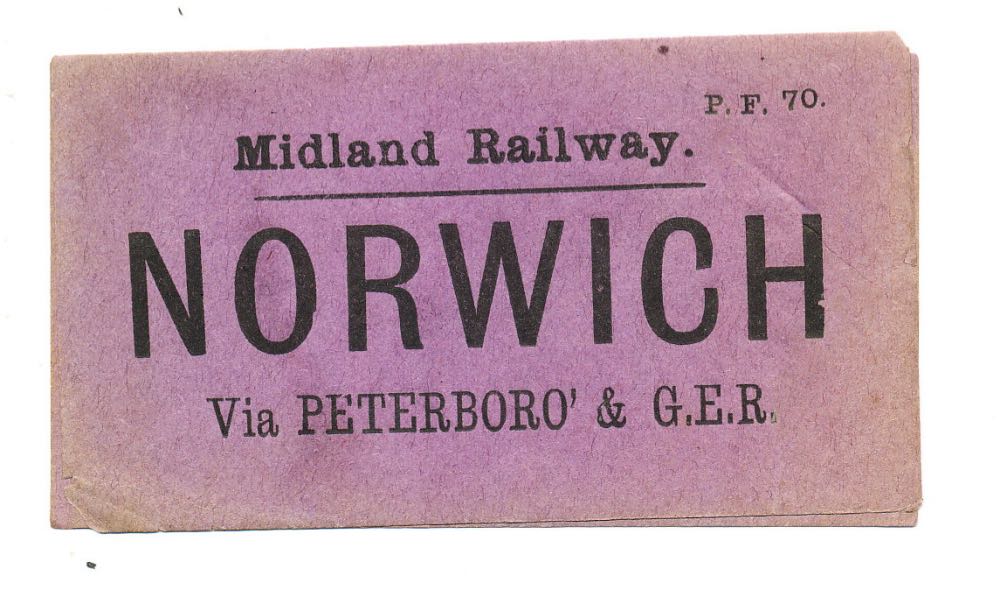 P. F. 70.
Midland Railway.
NORWICH
Via PETERBORO' & G.E.R.